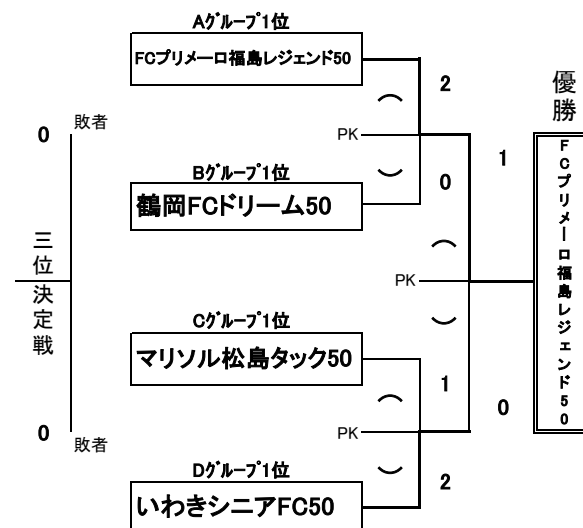 Aグループ1位
FCプリメーロ福島レジェンド50
2
優勝
敗者
0
PK
1
Bグループ1位
0
鶴岡FCドリーム50
FCプリメーロ福島レジェンド50
三位決定戦
PK
Cグループ1位
マリソル松島タック50
1
0
0
PK
敗者
Dグループ1位
2
いわきシニアFC50